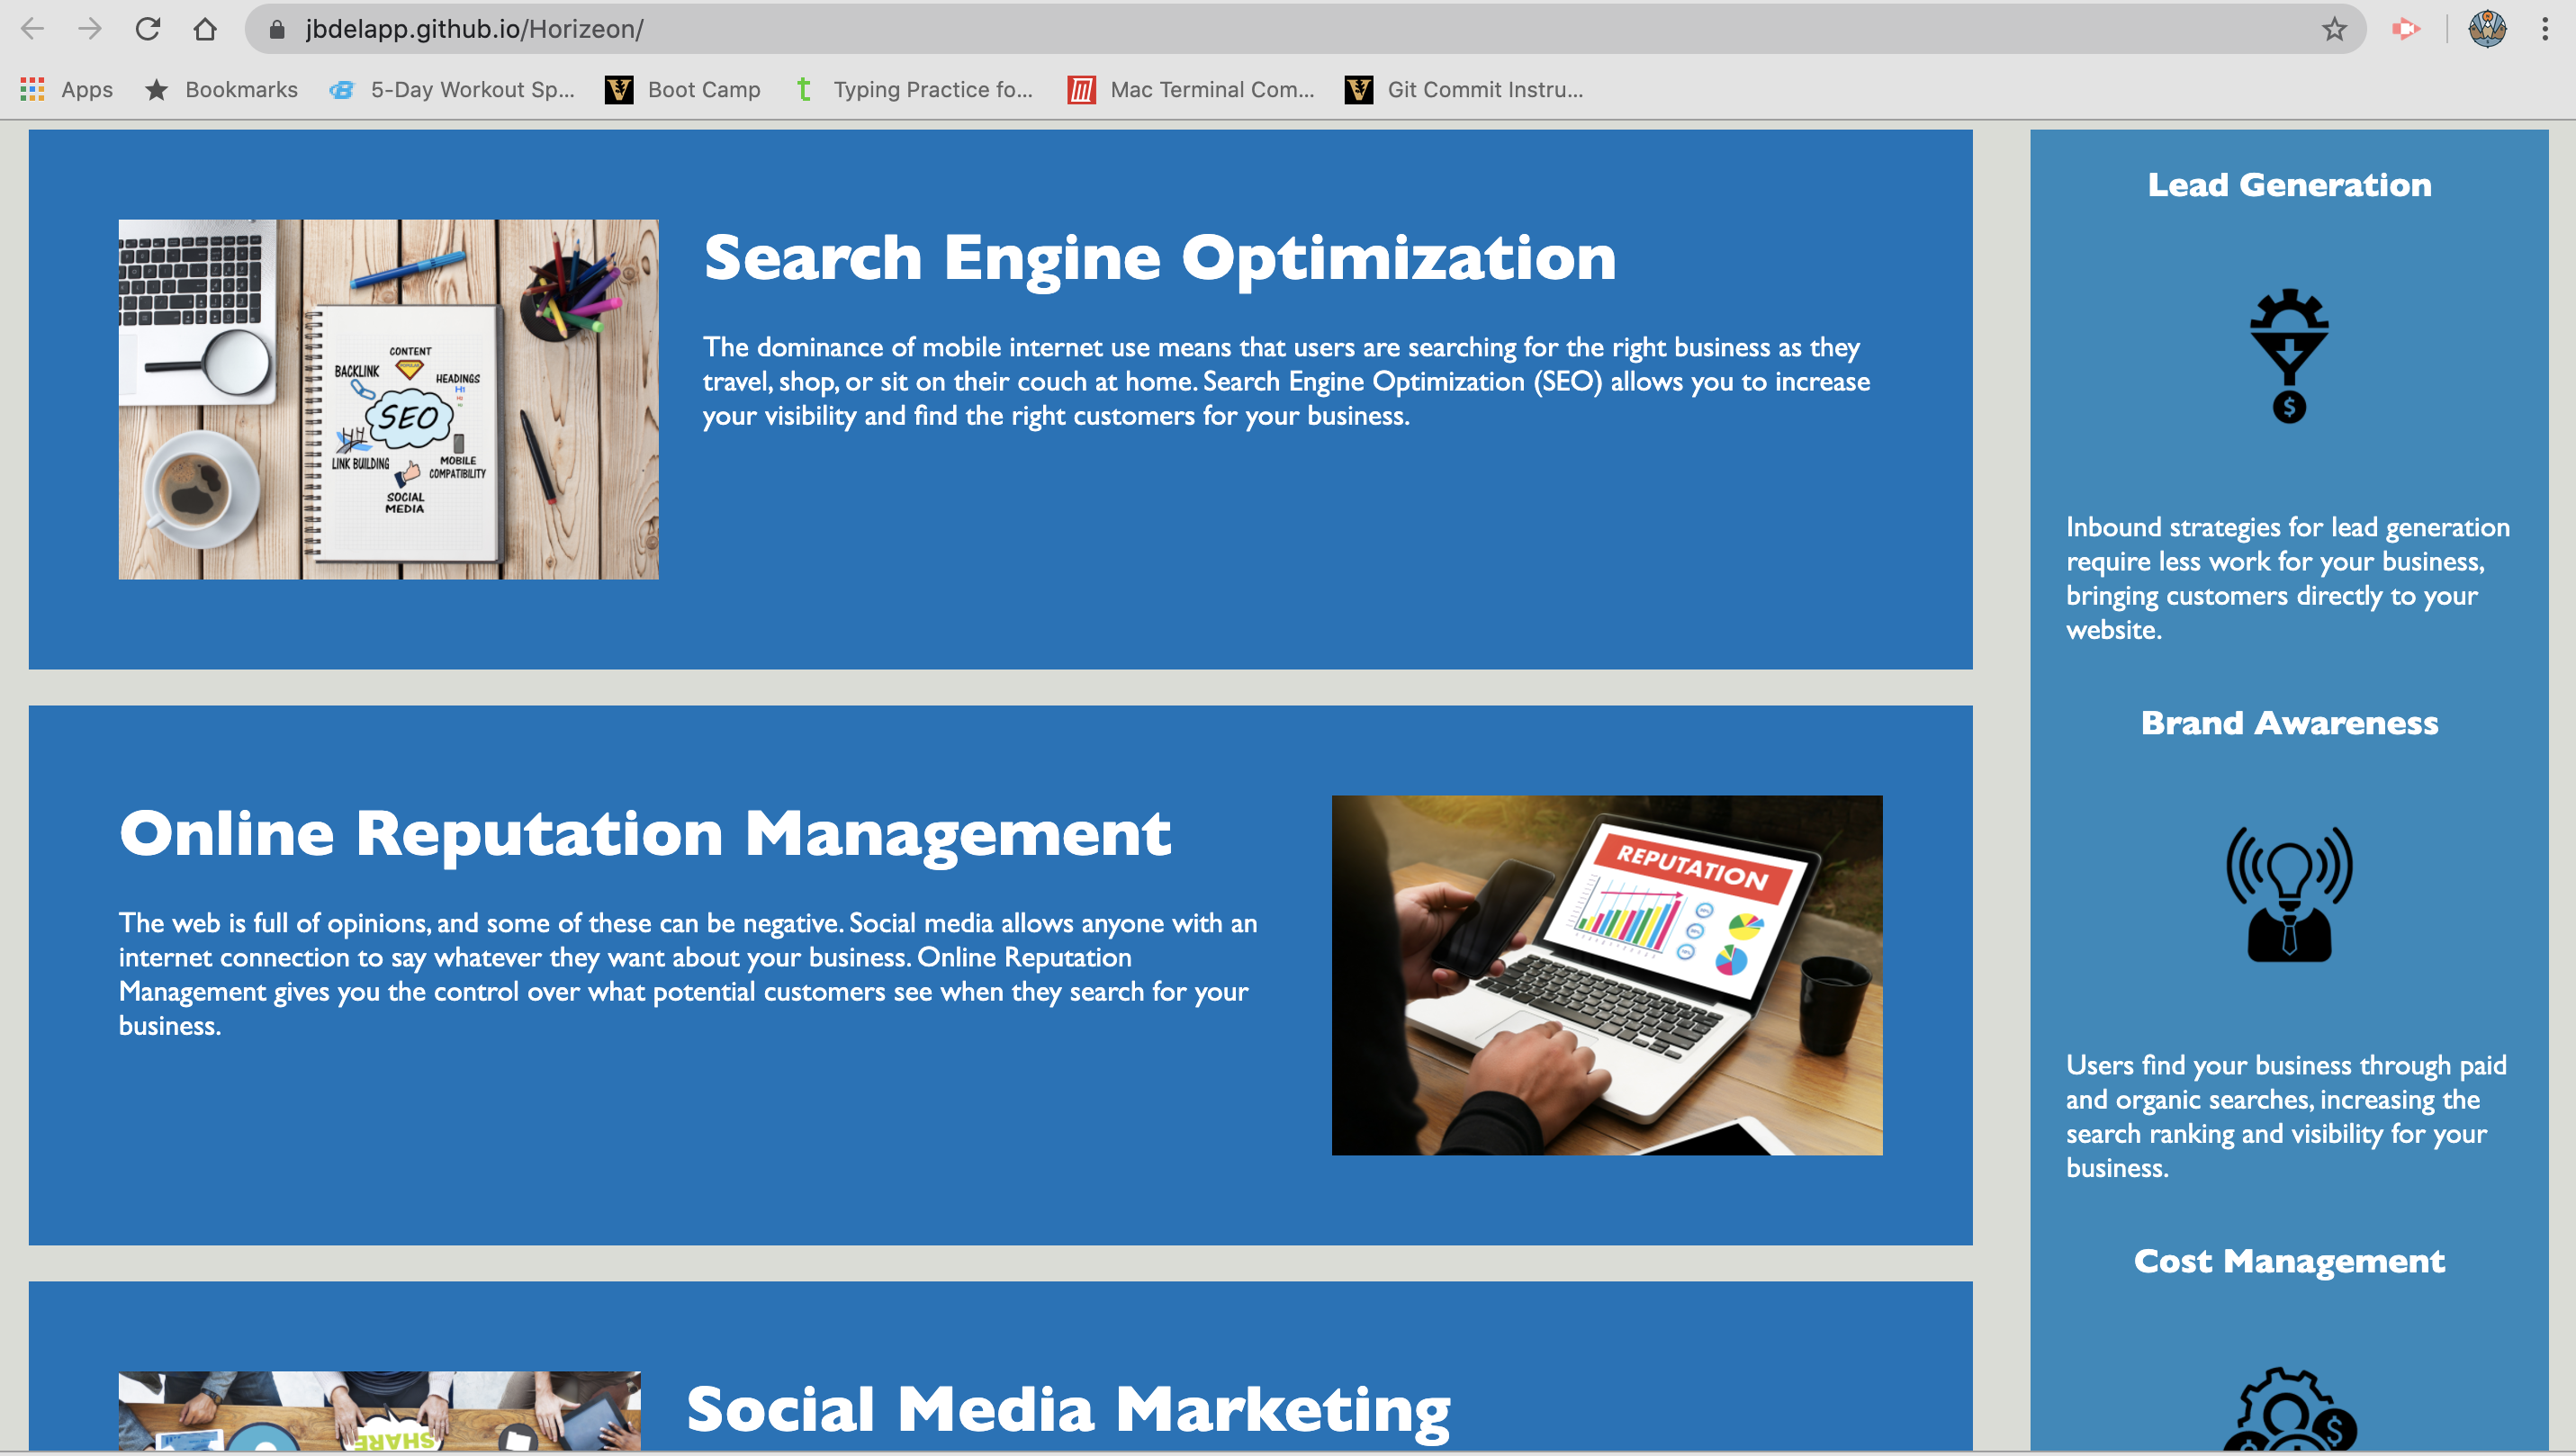 jbdelapp.github.io/Horizeon/
Apps
Bookmarks
5-Day Workout Sp...
Boot Camp
Typing Practice fo...
Mac Terminal Com...
Git Commit Instru...
CONTENT
BACKLINK
HEADINGS
H1
SEO
LINK BUILDING
MOBILE
COMPATIBILITY
SOCIAL
MEDIA
Search Engine Optimization
The dominance of mobile internet use means that users are searching for the right business as they
travel, shop, or sit on their couch at home. Search Engine Optimization (SEO) allows you to increase
your visibility and find the right customers for your business.
Online Reputation Management
The web is full of opinions, and some of these can be negative. Social media allows anyone with an
internet connection to say whatever they want about your business. Online Reputation
Management gives you the control over what potential customers see when they search for your
business.
REPUTATION
SHARE
Social Media Marketing
Lead Generation
$
Inbound strategies for lead generation
require less work for your business,
bringing customers directly to your
website.
Brand Awareness
Users find your business through paid
and organic searches, increasing the
search ranking and visibility for your
business.
Cost Management
$